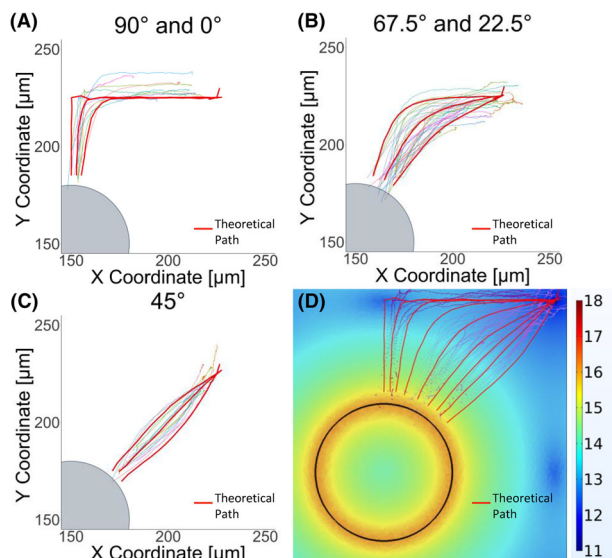 (A) 90° and 0°
250
200
150
Y Coordinate [µm]
Theoretical
Path
150 200 250
X Coordinate [µm]
(B) 67.5° and 22.5°
250
200
150
Y Coordinate [µm]
Theoretical
Path
150 200 250
X Coordinate [µm]
(C) 45°
250
200
150
Y Coordinate [µm]
Theoretical
Path
150 200 250
X Coordinate [µm]
(D)
Theoretical
Path
18
17
16
15
14
13
12
11